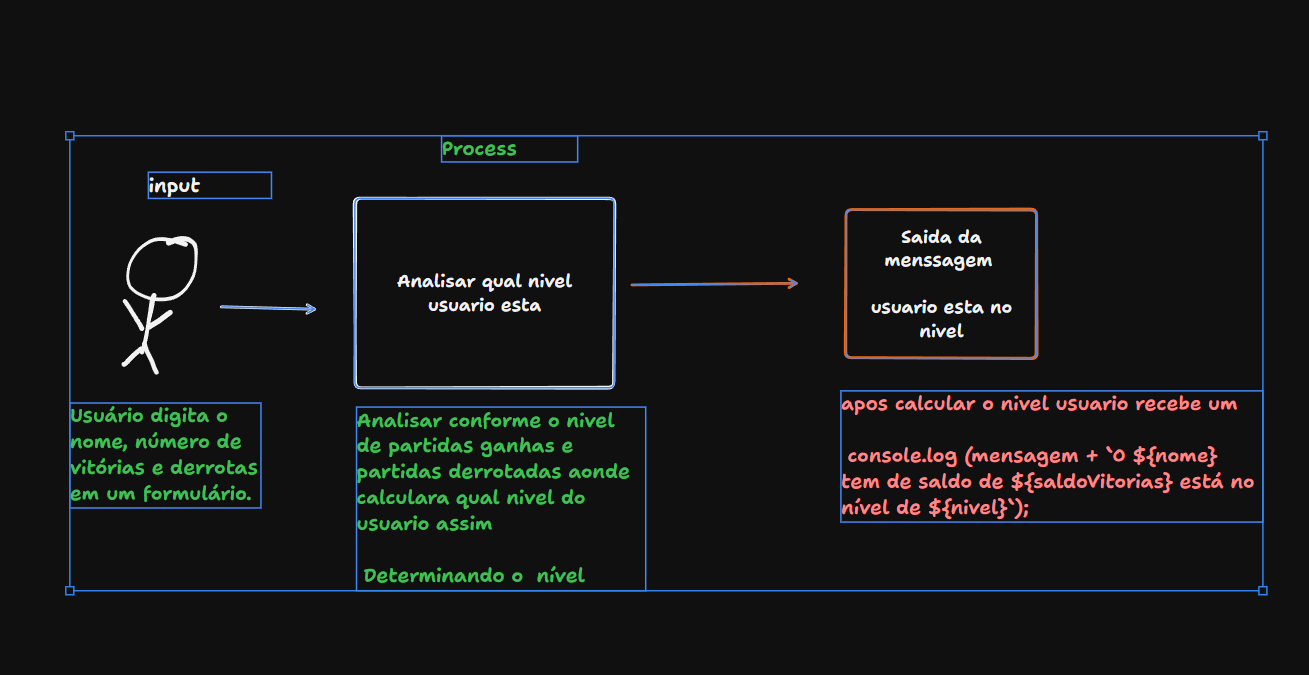 Process
input
Analisar qual nivel
usuario esta
Saida da
menssagem
usuario esta no
nivel
Usuário digita o
nome, número de
vitórias e derrotas
em um formulário.
Analisar conforme o nivel
de partidas ganhas e
partidas derrotadas aonde
calculara qual nivel do
usuario assim
Determinando o  nível
apos calcular o nivel usuario recebe um
console.log (mensagem + `O ${nome}
tem de saldo de ${saldoVitorias} está no
nível de ${nivel}`);